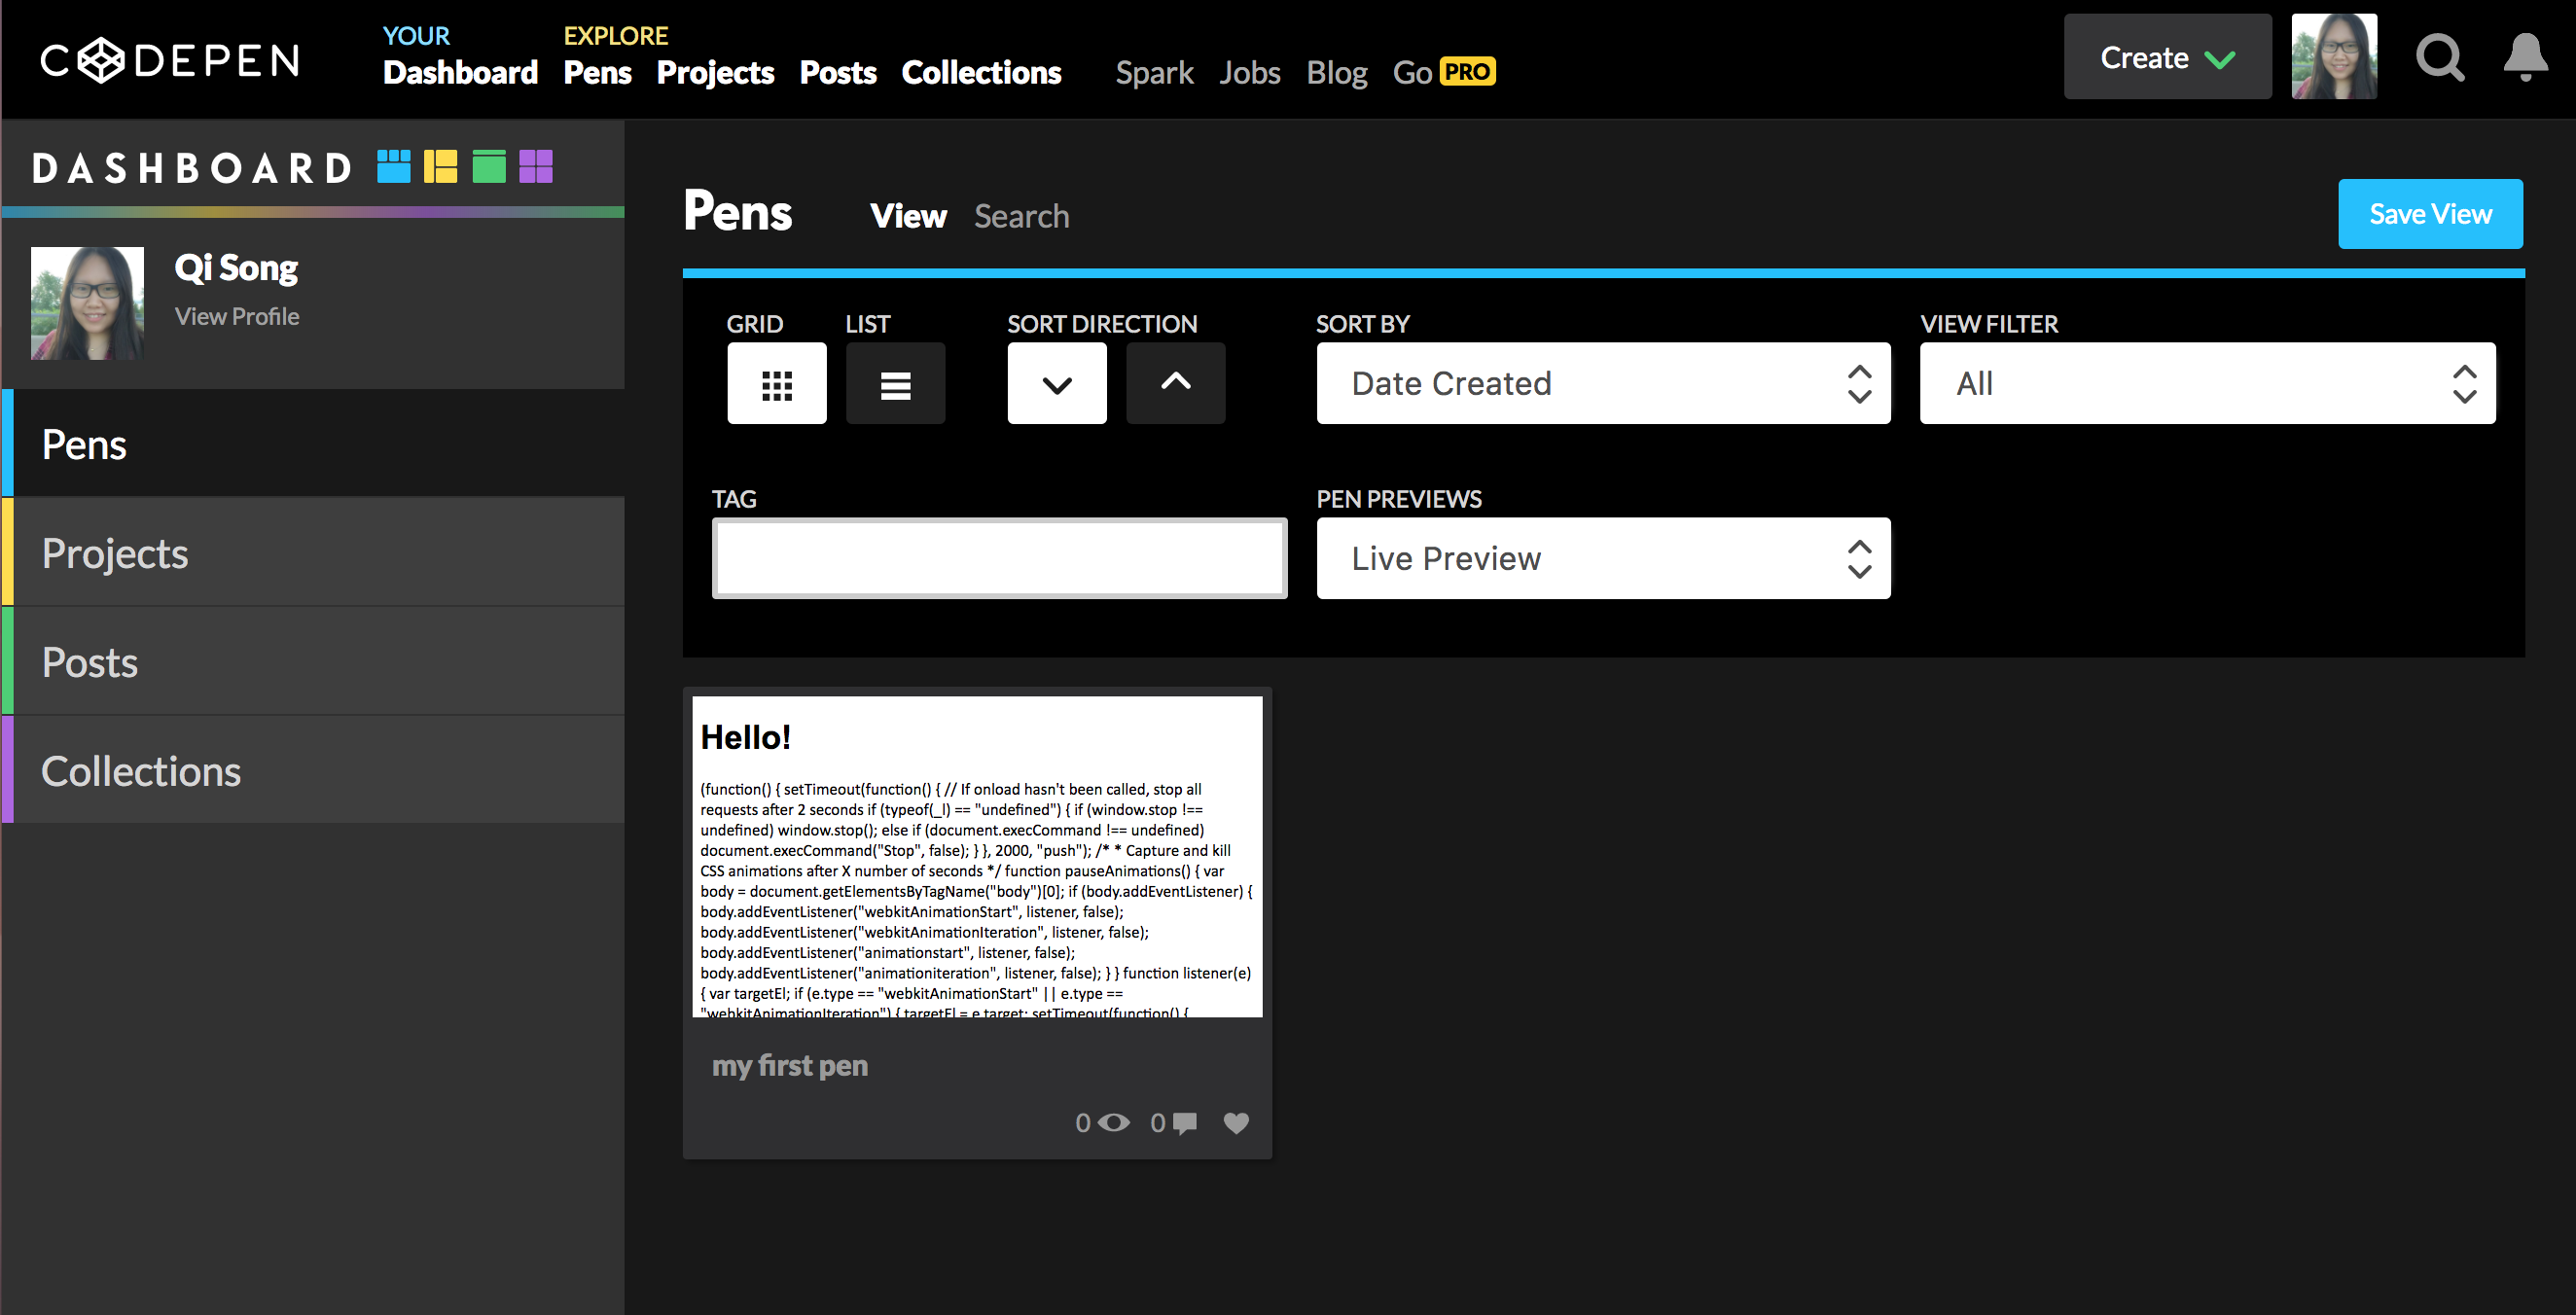 CODEPEN
YOUR
Dashboard
EXPLORE
Pens Projects Posts Collections
Spark Jobs Blog Go PRO
Create
DASHBOARD
Qi Song
View Profile
Pens
Projects
Posts
Collections
Pens View Search
Save View
GRID LIST SORT DIRECTION SORT BY VIEW FILTER
Date Created All
TAG PEN PREVIEWS
Live Preview
Hello!
(function() { setTimeout(function() { // If onload hasn't been called, stop all
requests after 2 seconds if (typeof(_l) == "undefined") { if (window.stop !==
undefined) window.stop(); else if (document.execCommand !== undefined)
document.execCommand("Stop", false); } }, 2000, "push"); /* * Capture and kill
CSS animations after X number of seconds */ function pauseAnimations() { var
body = document.getElementsByTagName("body")[0]; if (body.addEventListener) {
body.addEventListener("webkitAnimationStart", listener, false);
body.addEventListener("webkitAnimationIteration", listener, false);
body.addEventListener("animationstart", listener, false);
body.addEventListener("animationiteration", listener, false); } } function listener(e)
{ var targetEl; if (e.type == "webkitAnimationStart" || e.type ==
"webkitAnimationIteration") { targetEl = e.target; setTimeout(function() {
my first pen
0 0